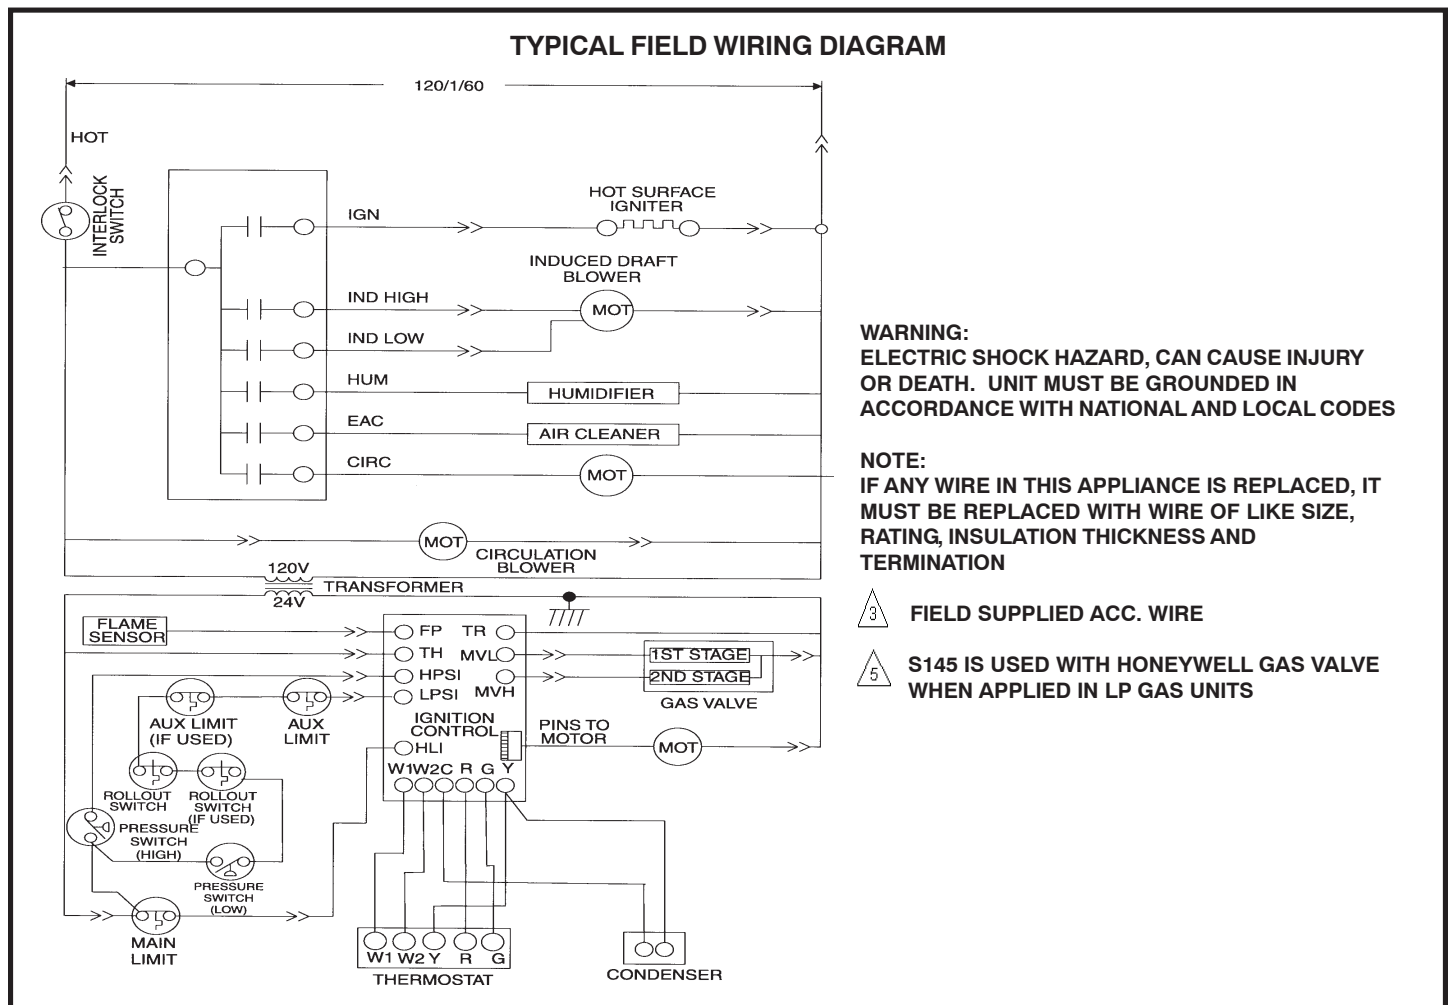 TYPICAL FIELD WIRING DIAGRAM
120/1/60
HOT
INTERLOCK
SWITCH
IGN
HOT SURFACE
IGNITER
INDUCED DRAFT
BLOWER
IND HIGH
MOT
IND LOW
HUM
HUMIDIFIER
EAC
AIR CLEANER
CIRC
MOT
MOT
CIRCULATION
BLOWER
120V
TRANSFORMER
24V
FLAME
SENSOR
FP
TR
TH
MVL
1ST STAGE
HPSI
2ND STAGE
LPSI
MVH
GAS VALVE
AUX LIMIT
(IF USED)
AUX
LIMIT
IGNITION
CONTROL
PINS TO
MOTOR
MOT
HLI
W1 W2 C R G Y
ROLLOUT
SWITCH
ROLLOUT
SWITCH
(IF USED)
PRESSURE
SWITCH
(HIGH)
PRESSURE
SWITCH
(LOW)
MAIN
LIMIT
W1 W2 Y R G
THERMOSTAT
CONDENSER
WARNING:
ELECTRIC SHOCK HAZARD, CAN CAUSE INJURY
OR DEATH. UNIT MUST BE GROUNDED IN
ACCORDANCE WITH NATIONAL AND LOCAL CODES
NOTE:
IF ANY WIRE IN THIS APPLIANCE IS REPLACED, IT
MUST BE REPLACED WITH WIRE OF LIKE SIZE,
RATING, INSULATION THICKNESS AND
TERMINATION
3 FIELD SUPPLIED ACC. WIRE
5 S145 IS USED WITH HONEYWELL GAS VALVE
WHEN APPLIED IN LP GAS UNITS